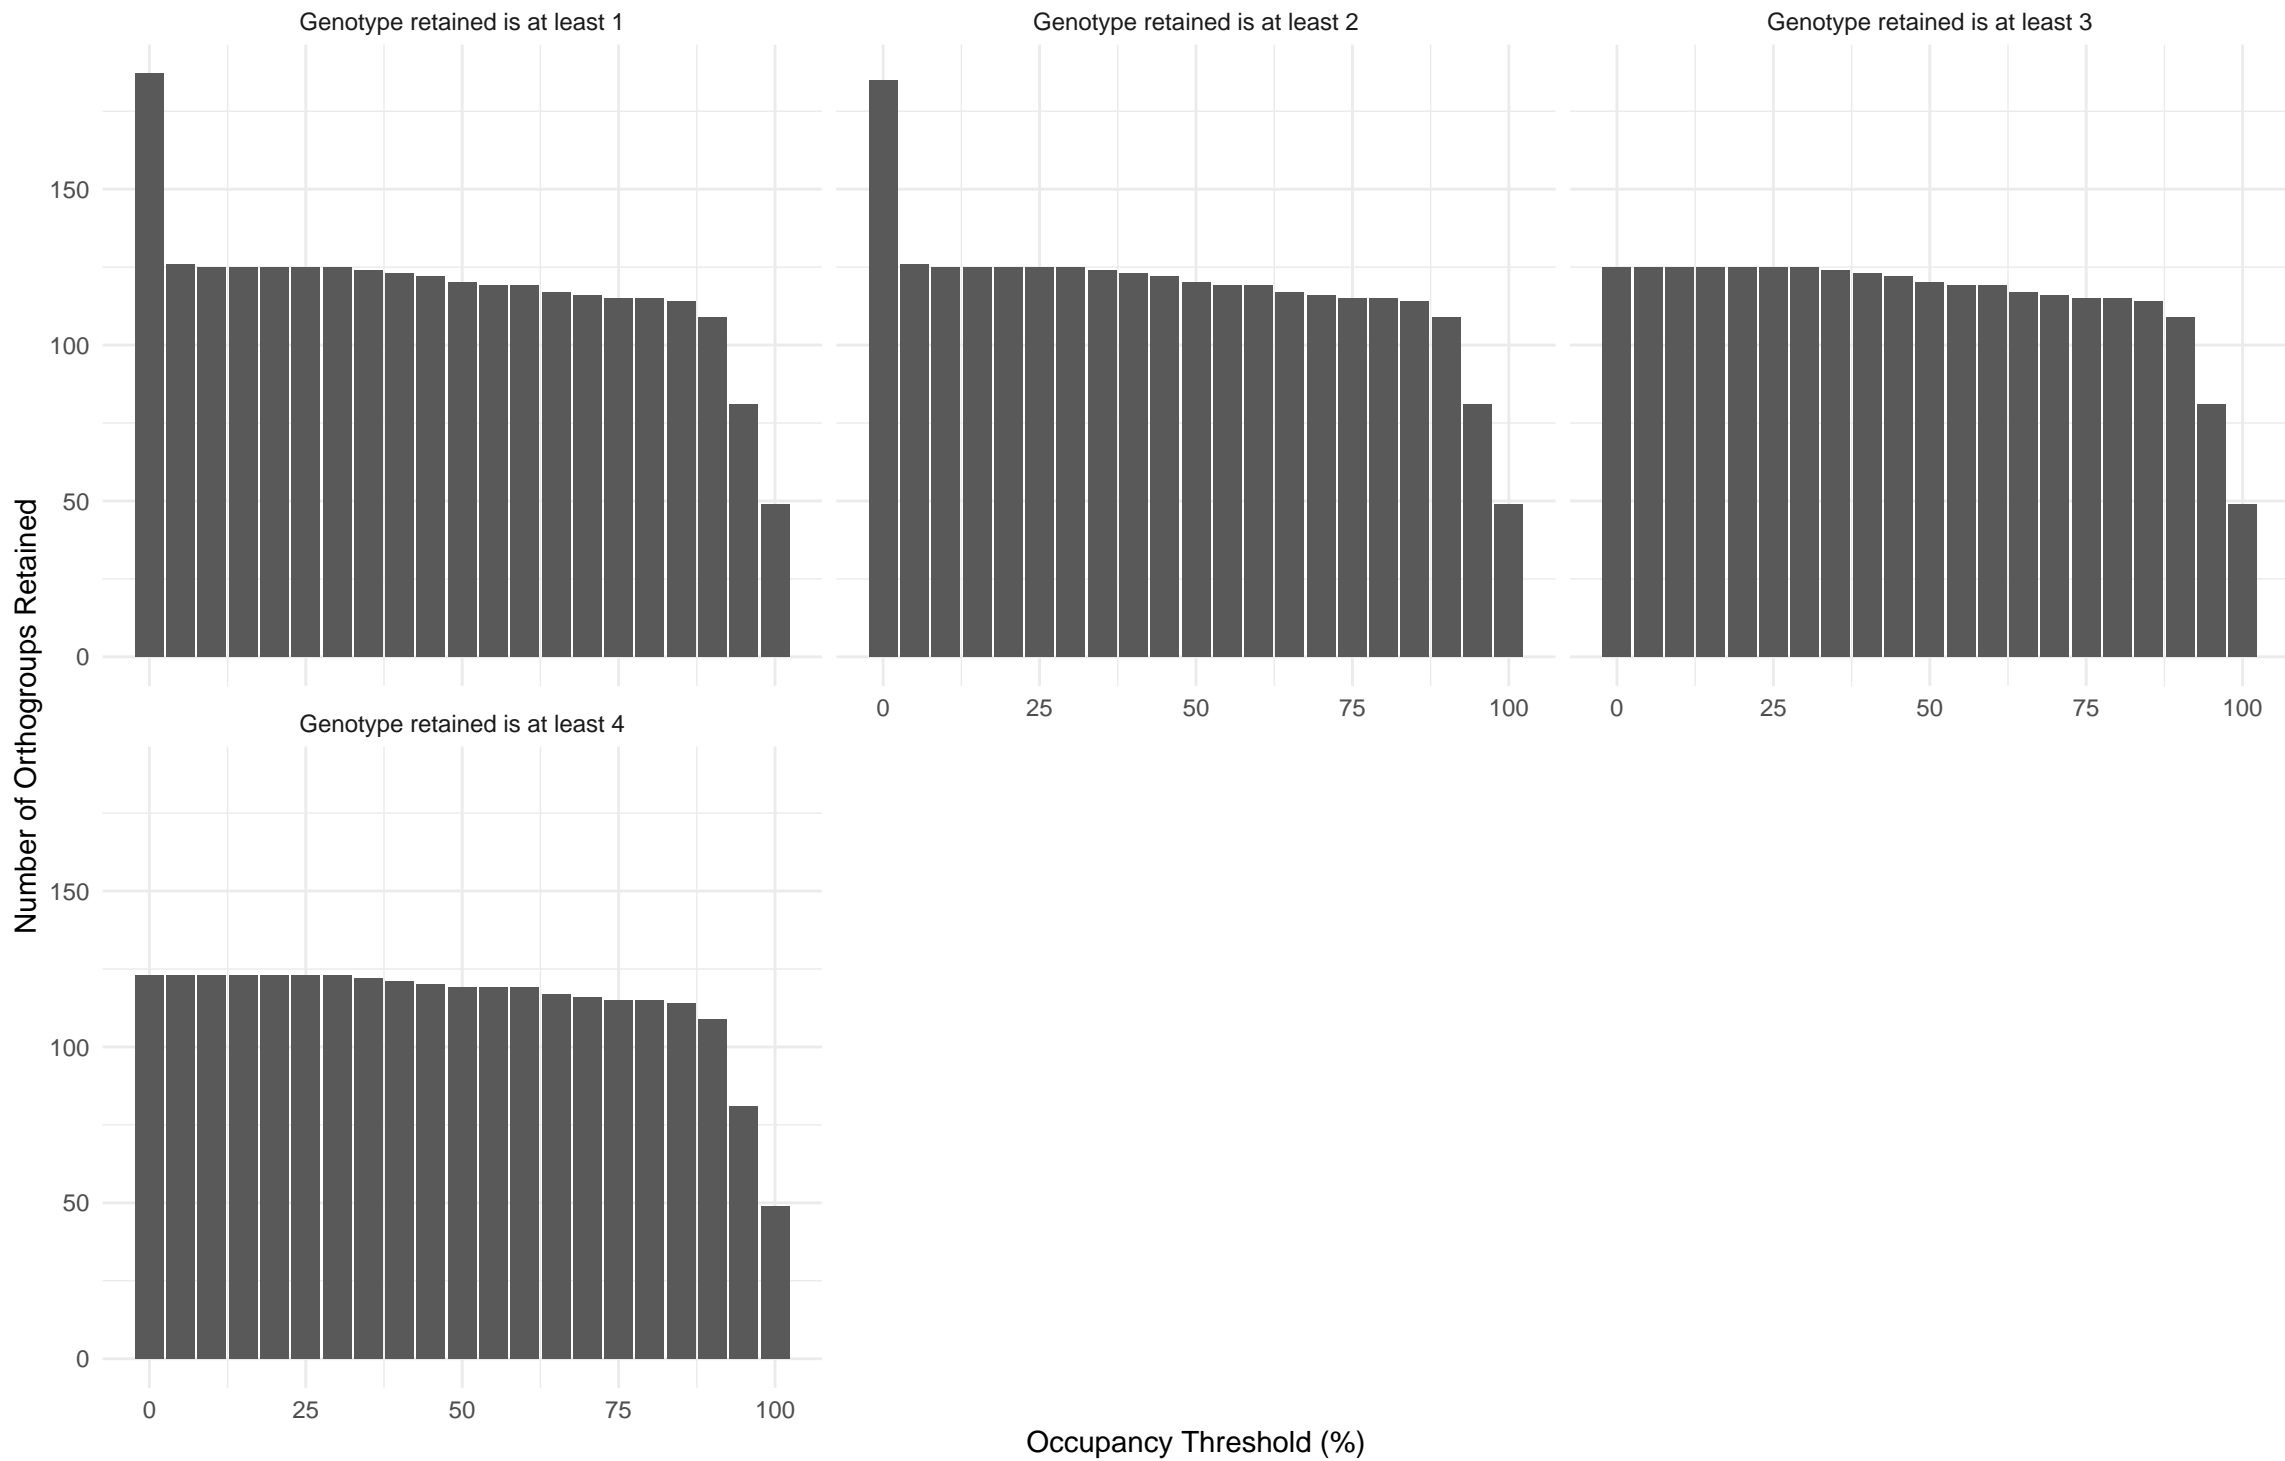 Genotype retained is at least 1
Genotype retained is at least 2
Genotype retained is at least 3
150
100
50
0
0 25 50 75 100
0 25 50 75 100
Genotype retained is at least 4
Number of Orthogroups Retained
150
100
50
0
0 25 50 75 100
Occupancy Threshold (%)